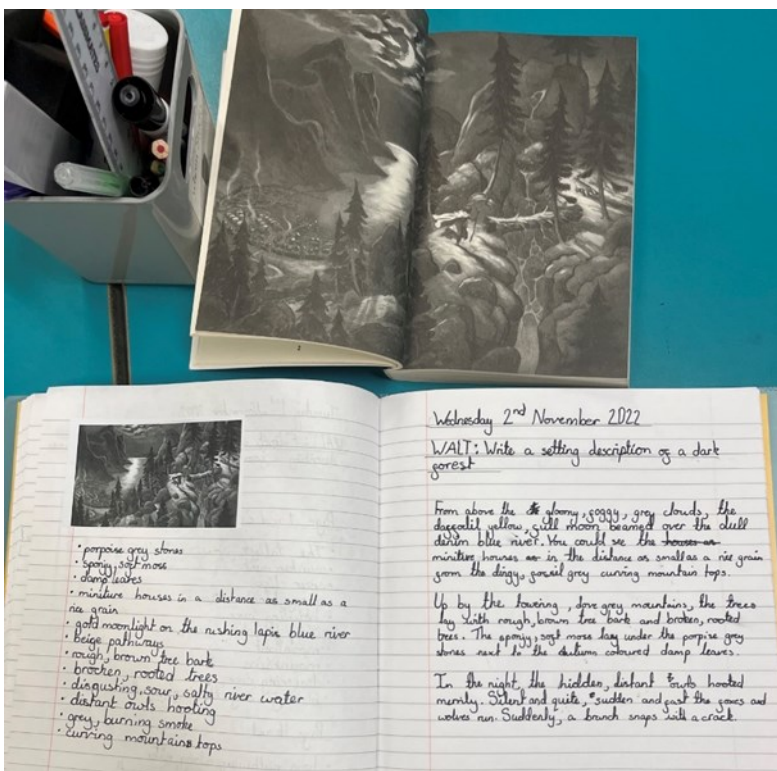 • porpoise grey stones
• spongy, soft moss
• damp leaves
• miniture houses in a distance as small as a
rice grain
• gold moonlight on the rushing lapis blue river
• beige pathways
• rough, brown tree bark
• brocken, rooted trees
• disgusting, sour, salty river water
• distant owls hooting
• grey, burning smoke
• curving mountains tops
Wednesday 2nd November 2022
WALT: Write a setting description of a dark
forest
From above the gloomy, foggy, grey clouds, the
daffodil yellow, full moon beamed over the dull
denim blue river. You could see the houses as
miniture houses as in the distance as small as a rice grain
from the dingy, fossil grey curving mountain tops.
Up by the towering, dove grey mountains, the trees
lay with rough, brown tree bark and broken, rooted
trees. The spongy, soft moss lay under the porpise grey
stones next to the autumn coloured damp leaves.
In the night, the hidden, distant owls hooted
merrily. Silent and quite, sudden and fast the foxes and
wolves run. Suddenly, a branch snaps with a crack.